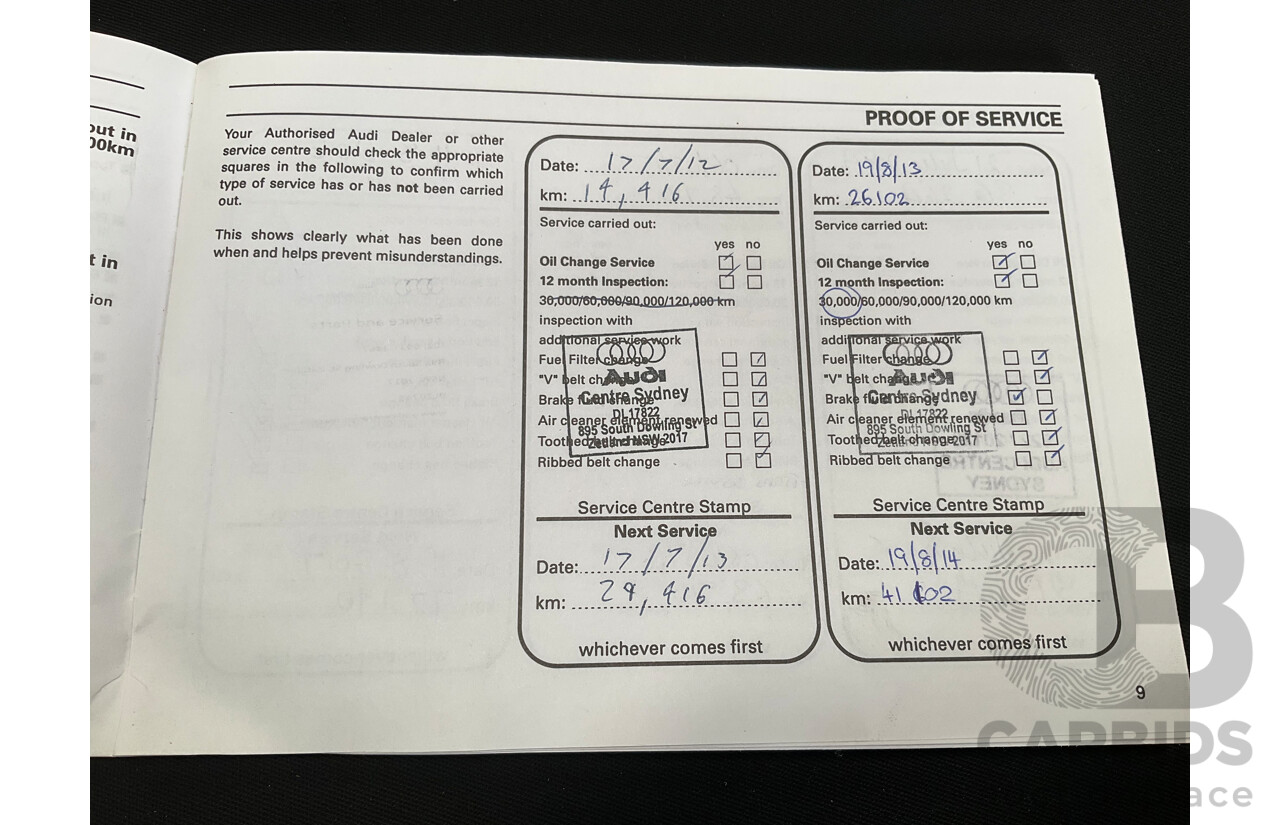 out in
00km
t in
ion
PROOF OF SERVICE
Your Authorised Audi Dealer or other
service centre should check the appropriate
squares in the following to confirm which
type of service has or has not been carried
out.
This shows clearly what has been done
when and helps prevent misunderstandings.
Date: 17/7/12
km: 14,416
Service carried out:
yes no
Oil Change Service
12 month Inspection:
30,000/60,000/90,000/120,000 km
inspection with
additional service work
Fuel Filter change
"V" belt change
Brake fluid change
Air cleaner element renewed
Toothed belt change
Ribbed belt change
Audi
Centre Sydney
DL17822
895 South Dowling St
Zetland NSW 2017
Service Centre Stamp
Next Service
Date: 17/7/13
km: 29,416
whichever comes first
Date: 19/8/13
km: 26102
Service carried out:
yes no
Oil Change Service
12 month Inspection:
30,000/60,000/90,000/120,000 km
inspection with
additional service work
Fuel Filter change
"V" belt change
Brake fluid change
Air cleaner element renewed
Toothed belt change
Ribbed belt change
Audi
Centre Sydney
DL17822
895 South Dowling St
Zetland NSW 2017
Service Centre Stamp
Next Service
Date: 19/8/14
km: 41102
whichever comes first
9
CB
CARBIDS
ace